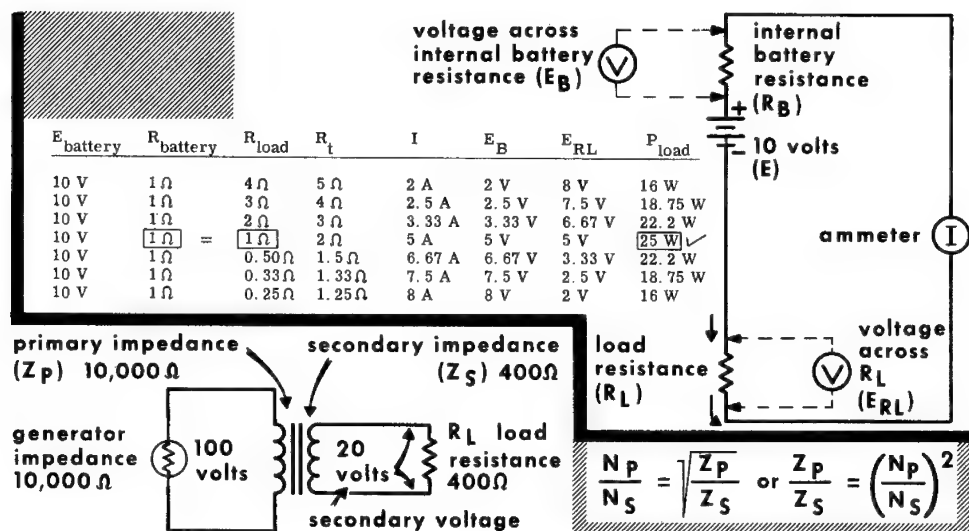 voltage across
internal battery
resistance (E_B)
V
internal
battery
resistance
(R_B)
+
−
10 volts
(E)
ammeter
I
E_battery R_battery R_load R_t I E_B E_RL P_load
10 V 1Ω 4Ω 5Ω 2 A 2 V 8 V 16 W
10 V 1Ω 3Ω 4Ω 2.5 A 2.5 V 7.5 V 18.75 W
10 V 1Ω 2Ω 3Ω 3.33 A 3.33 V 6.67 V 22.2 W
10 V 1Ω = 1Ω 2Ω 5 A 5 V 5 V 25 W ✓
10 V 1Ω 0.50Ω 1.5Ω 6.67 A 6.67 V 3.33 V 22.2 W
10 V 1Ω 0.33Ω 1.33Ω 7.5 A 7.5 V 2.5 V 18.75 W
10 V 1Ω 0.25Ω 1.25Ω 8 A 8 V 2 V 16 W
load
resistance
(R_L)
V
voltage
across
R_L
(E_RL)
primary impedance
(Z_P) 10,000Ω
secondary impedance
(Z_S) 400Ω
generator
impedance
10,000Ω
100
volts
20
volts
R_L load
resistance
400Ω
secondary voltage
N_P/N_S = √(Z_P/Z_S) or Z_P/Z_S = (N_P/N_S)²